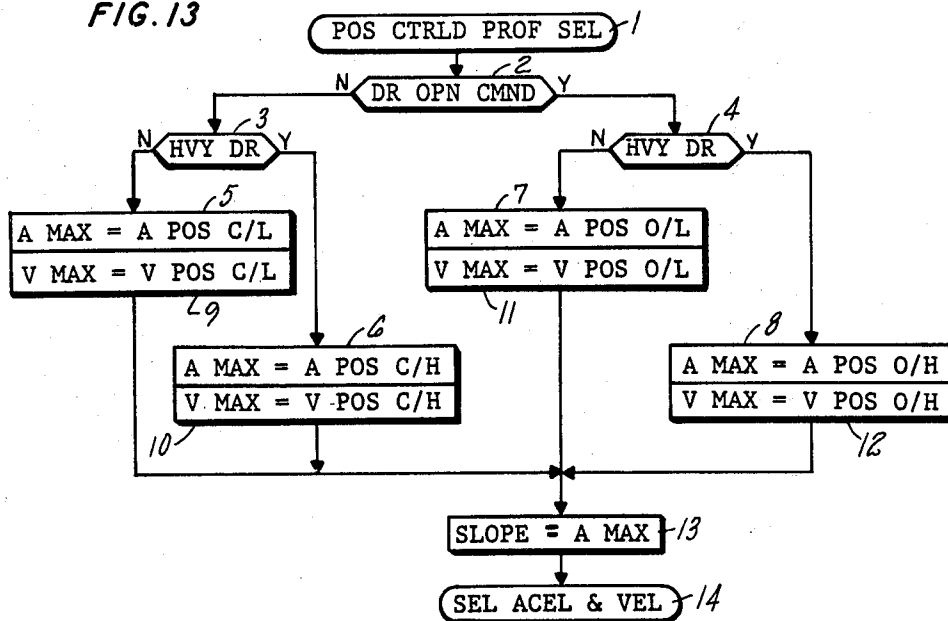 FIG. 13
POS CTRLD PROF SEL 1
2
N DR OPN CMND Y
3
N HVY DR Y
4
N HVY DR Y
5
A MAX = A POS C/L
V MAX = V POS C/L
9
7
A MAX = A POS O/L
V MAX = V POS O/L
11
6
A MAX = A POS C/H
V MAX = V POS C/H
10
8
A MAX = A POS O/H
V MAX = V POS O/H
12
SLOPE = A MAX 13
SEL ACEL & VEL 14